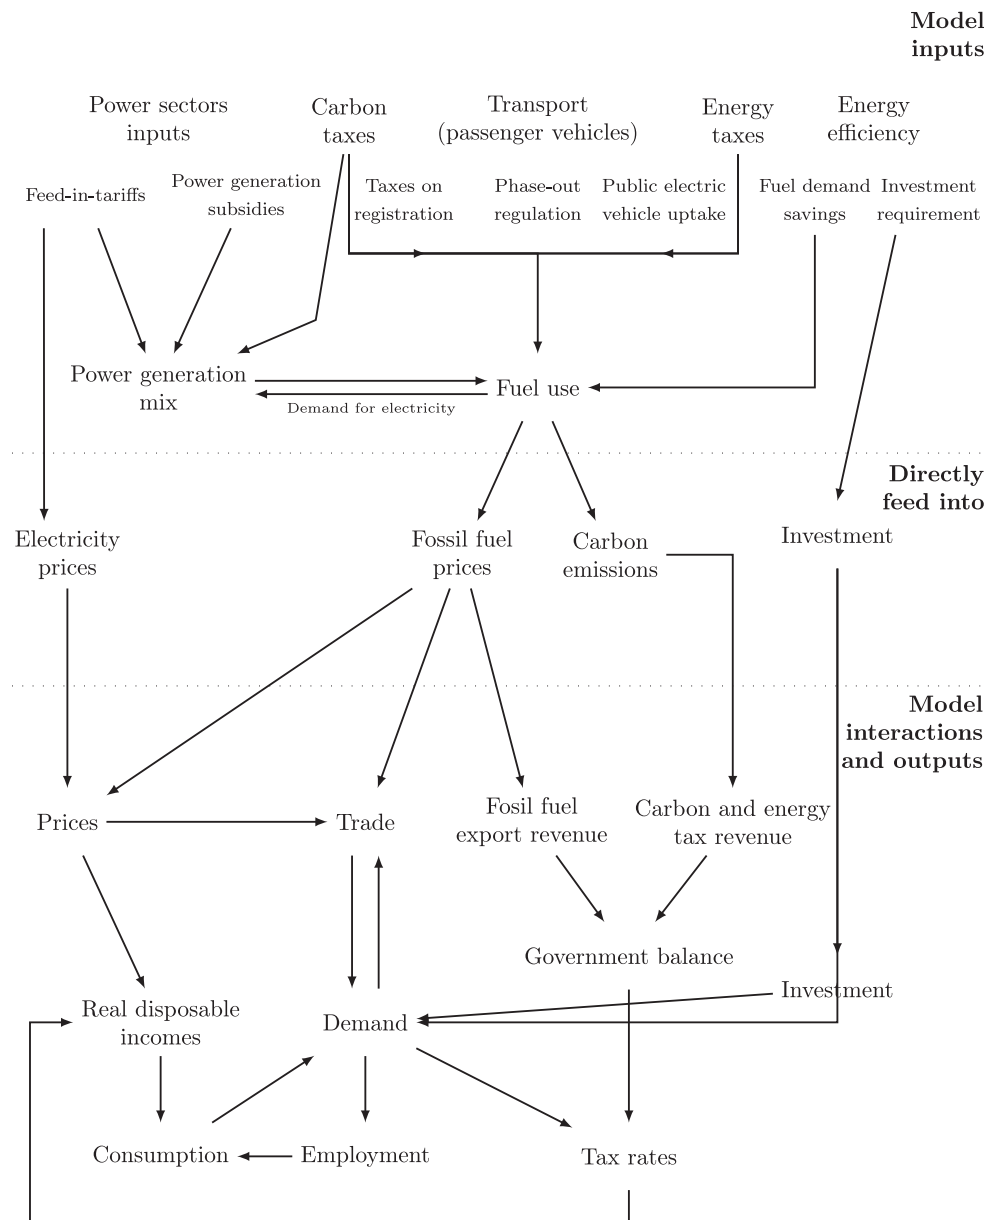 Model
inputs
Power sectors
inputs
Carbon
taxes
Transport
(passenger vehicles)
Energy
taxes
Energy
efficiency
Feed-in-tariffs
Power generation
subsidies
Taxes on
registration
Phase-out
regulation
Public electric
vehicle uptake
Fuel demand
savings
Investment
requirement
Power generation
mix
Fuel use
Demand for electricity
Directly
feed into
Electricity
prices
Fossil fuel
prices
Carbon
emissions
Investment
Model
interactions
and outputs
Prices
Trade
Fosil fuel
export revenue
Carbon and energy
tax revenue
Government balance
Real disposable
incomes
Demand
Investment
Consumption
Employment
Tax rates